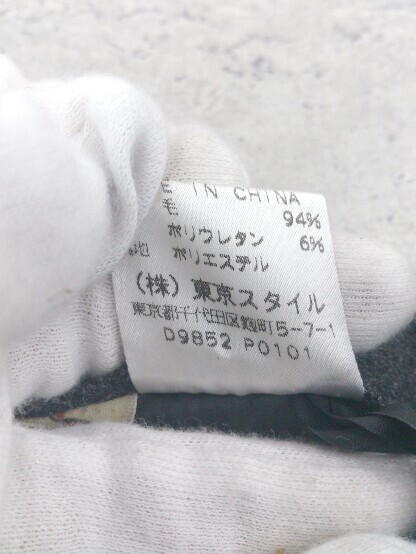 E IN CHINA
毛 94%
ポリウレタン 6%
地 ポリエステル
(株)東京スタイル
東京都千代田区麹町5-7-1
D9852 P0101